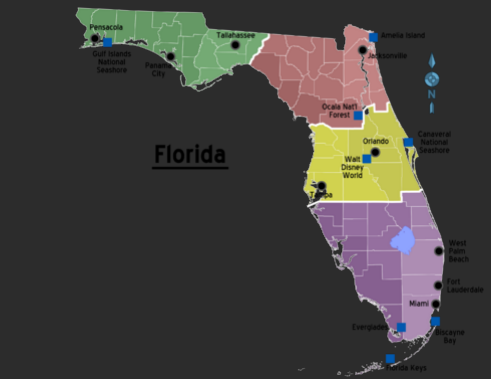 Pensacola
Tallahassee
Amelia Island
Gulf Islands
National
Seashore
Panama
City
Jacksonville
Ocala Nat'l
Forest
Canaveral
National
Seashore
Orlando
Florida
Walt
Disney
World
Tampa
West
Palm
Beach
Fort
Lauderdale
Miami
Everglades
Biscayne
Bay
Florida Keys
N